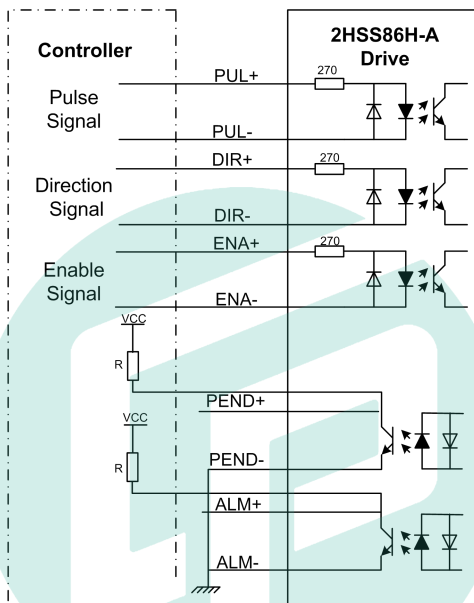 Controller
2HSS86H-A
Drive
PUL+
270
Pulse
Signal
PUL-
DIR+
270
Direction
Signal
DIR-
ENA+
270
Enable
Signal
ENA-
VCC
R
PEND+
VCC
R
PEND-
ALM+
ALM-